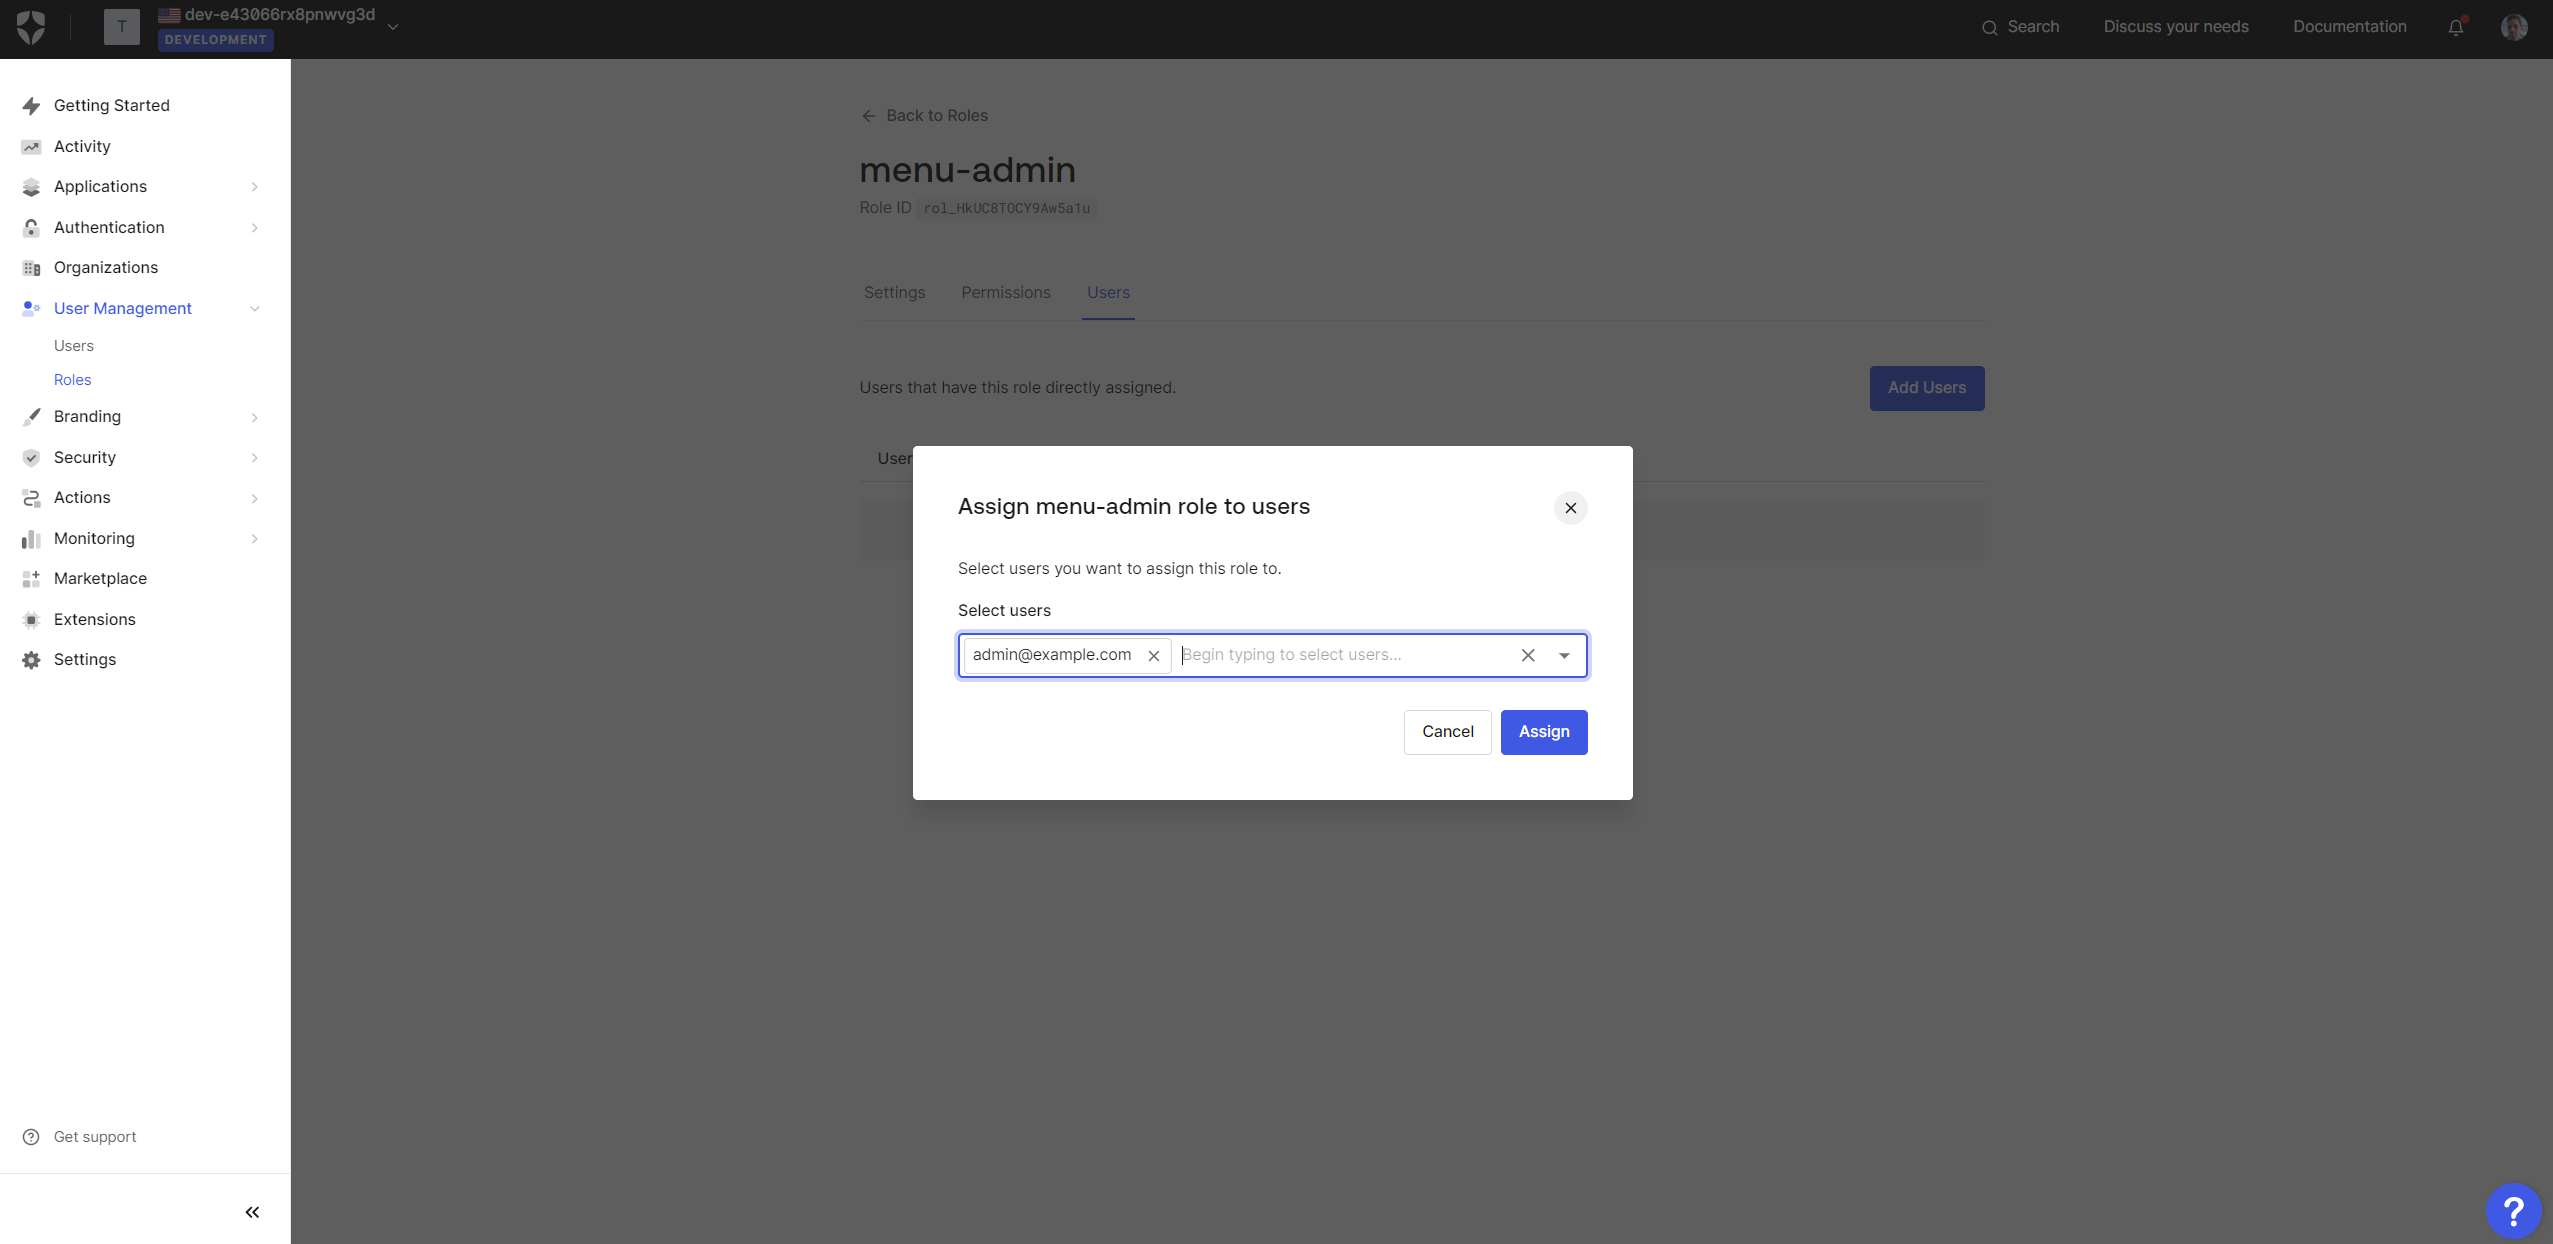 T
dev-e43066rx8pnwvg3d
DEVELOPMENT
Search
Discuss your needs
Documentation
Getting Started
Activity
Applications
Authentication
Organizations
User Management
Users
Roles
Branding
Security
Actions
Monitoring
Marketplace
Extensions
Settings
Get support
Back to Roles
menu-admin
Role ID rol_HkUC8TOCY9Aw5a1u
Settings Permissions Users
Users that have this role directly assigned.
Add Users
User
Assign menu-admin role to users
Select users you want to assign this role to.
Select users
admin@example.com Begin typing to select users...
Cancel Assign
?